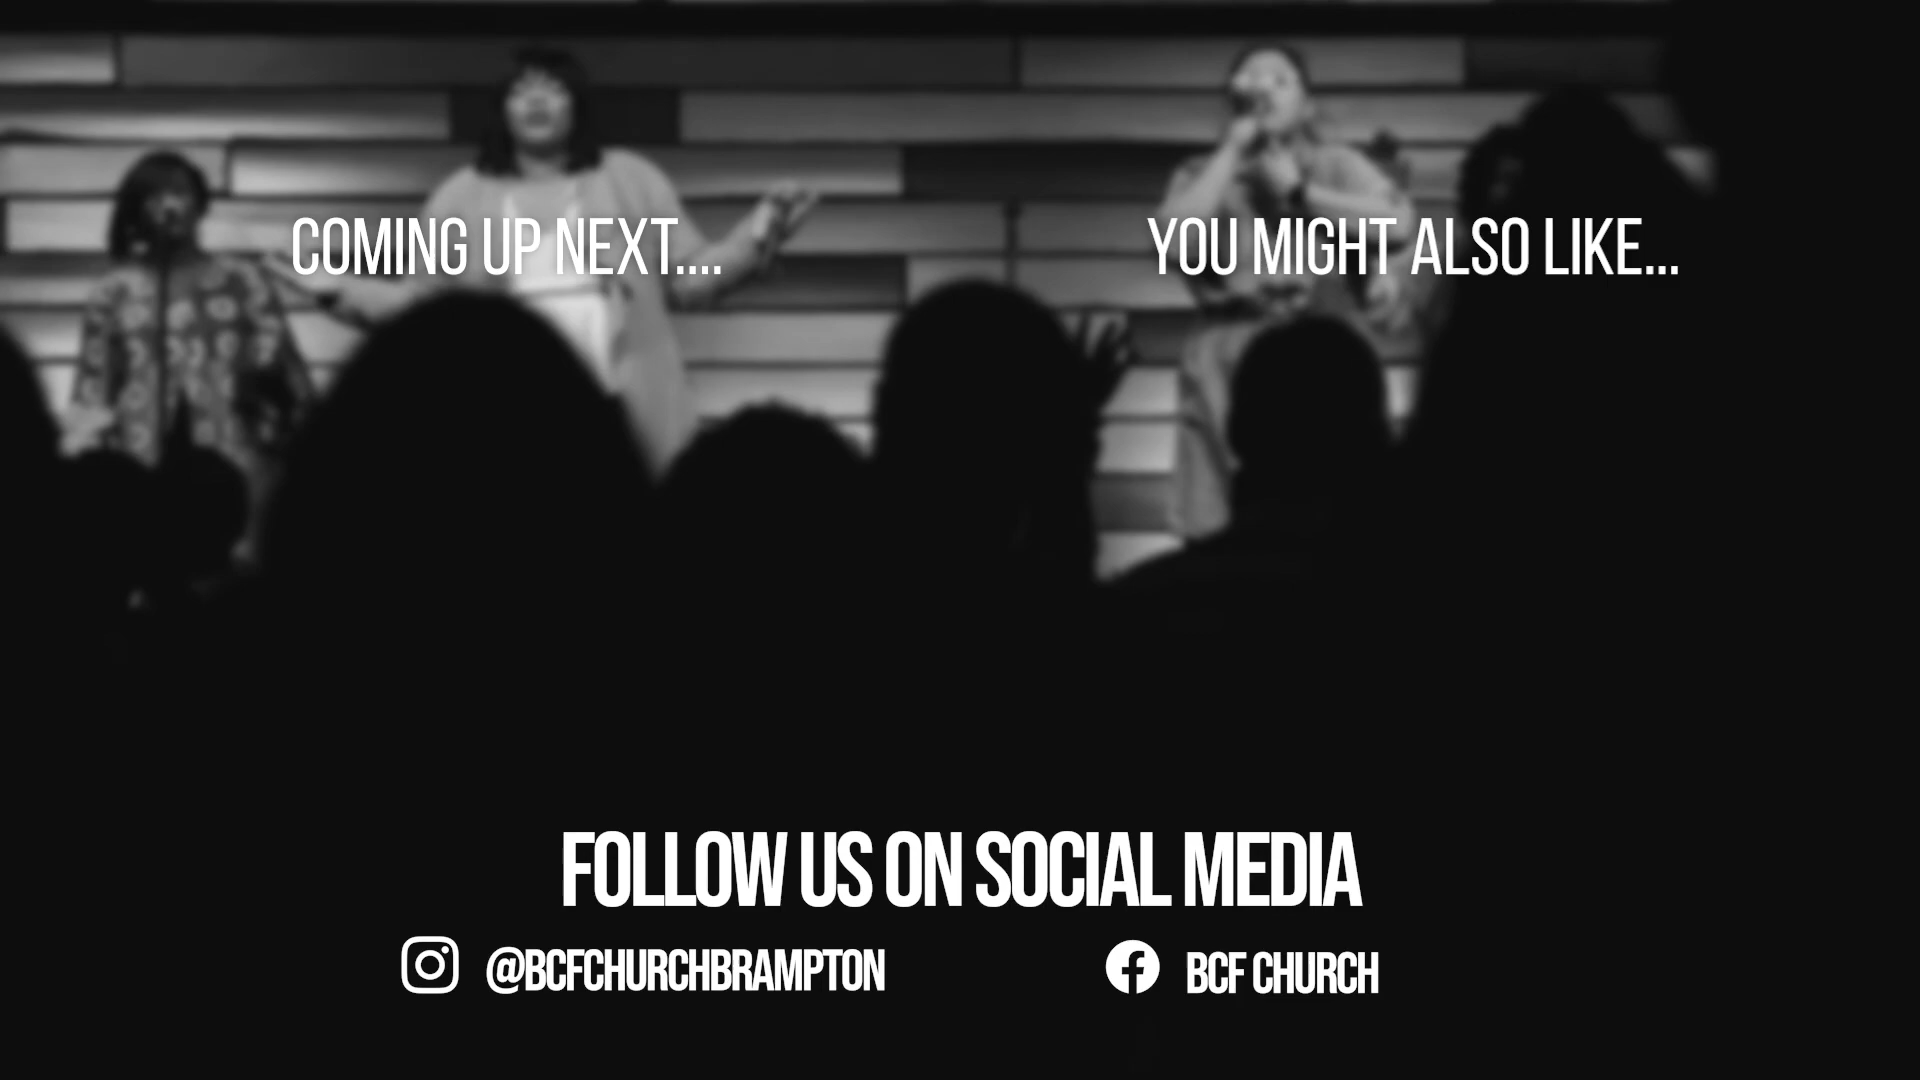 COMING UP NEXT....
YOU MIGHT ALSO LIKE...
FOLLOW US ON SOCIAL MEDIA
@BCFCHURCHBRAMPTON
BCF CHURCH